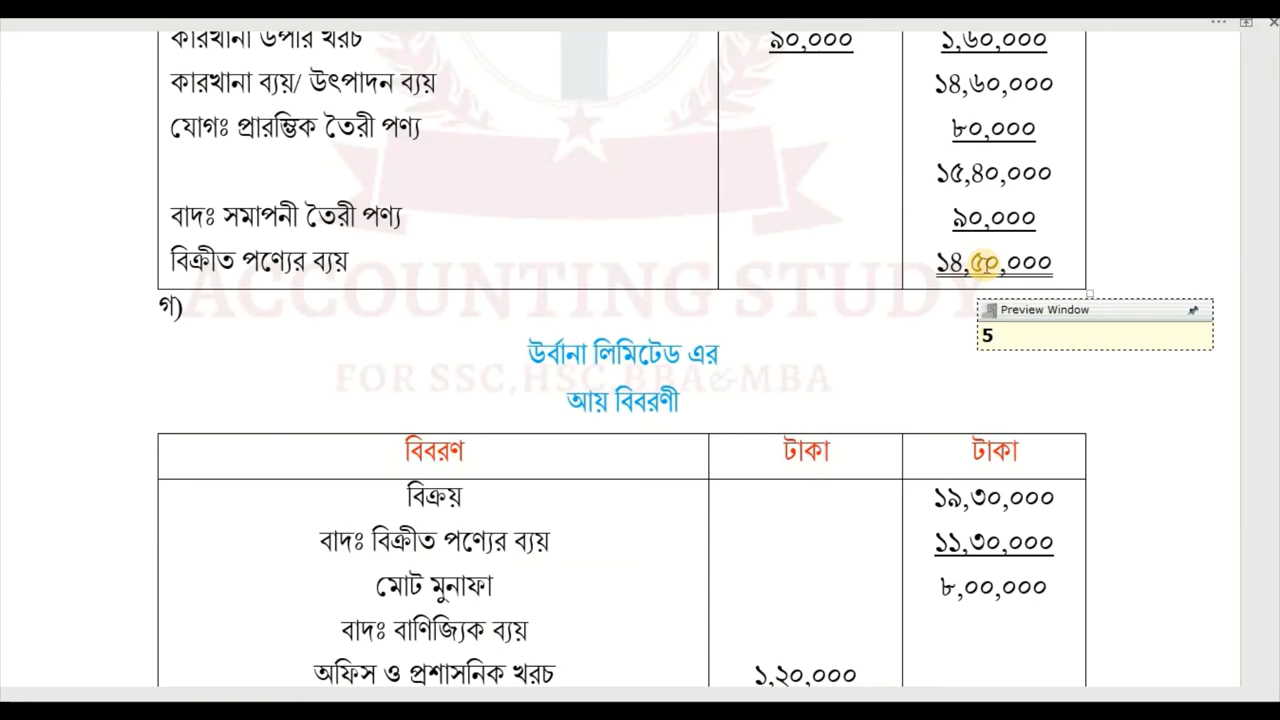 কারখানা উপরি খরচ ৯০,০০০ ১,৬০,০০০
কারখানা ব্যয়/ উৎপাদন ব্যয় ১৪,৬০,০০০
যোগঃ প্রারম্ভিক তৈরী পণ্য ৮০,০০০
১৫,৪০,০০০
বাদঃ সমাপনী তৈরী পণ্য ৯০,০০০
বিক্রীত পণ্যের ব্যয় ১৪,৫০,০০০
ACCOUNTING STUDY
গ)
Preview Window
5
উর্বানা লিমিটেড এর
FOR SSC,HSC,BBA&MBA
আয় বিবরণী
বিবরণ টাকা টাকা
বিক্রয় ১৯,৩০,০০০
বাদঃ বিক্রীত পণ্যের ব্যয় ১১,৩০,০০০
মোট মুনাফা ৮,০০,০০০
বাদঃ বাণিজ্যিক ব্যয়
অফিস ও প্রশাসনিক খরচ ১,২০,০০০